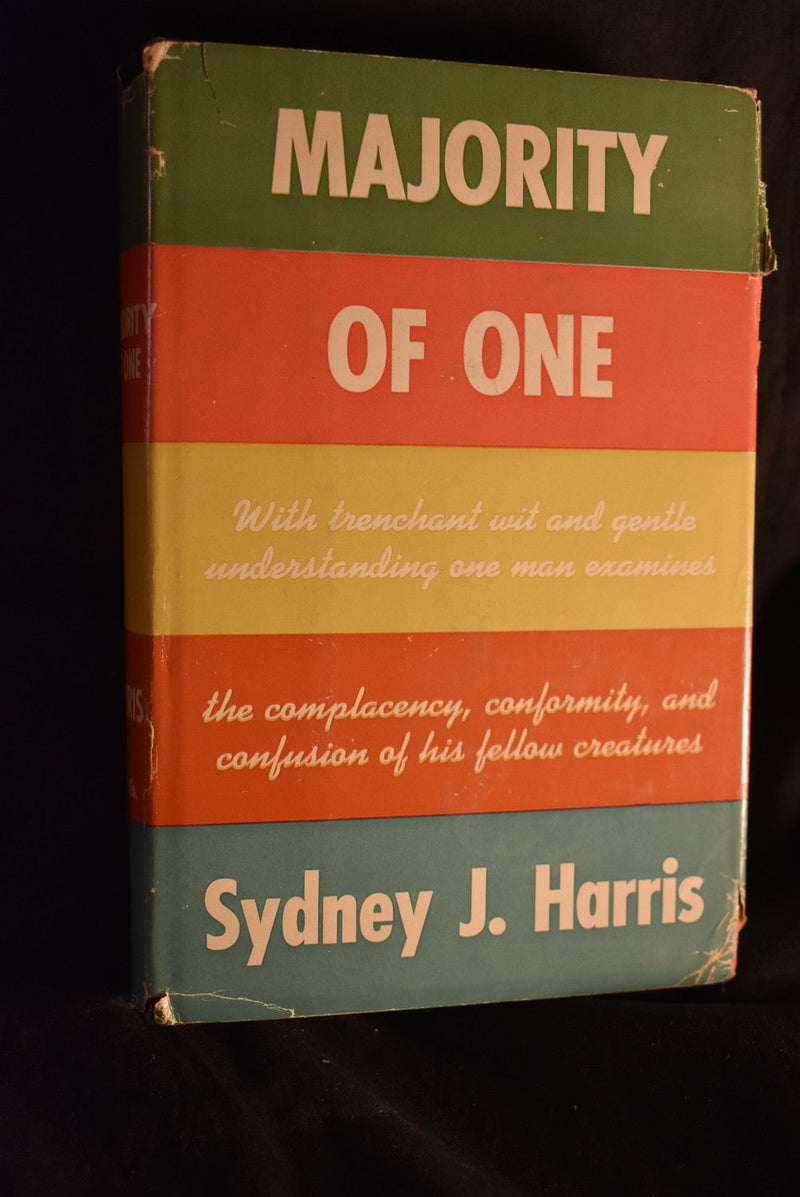 MAJORITY
OF ONE
With trenchant wit and gentle
understanding one man examines
the complacency, conformity, and
confusion of his fellow creatures
Sydney J. Harris
ONE